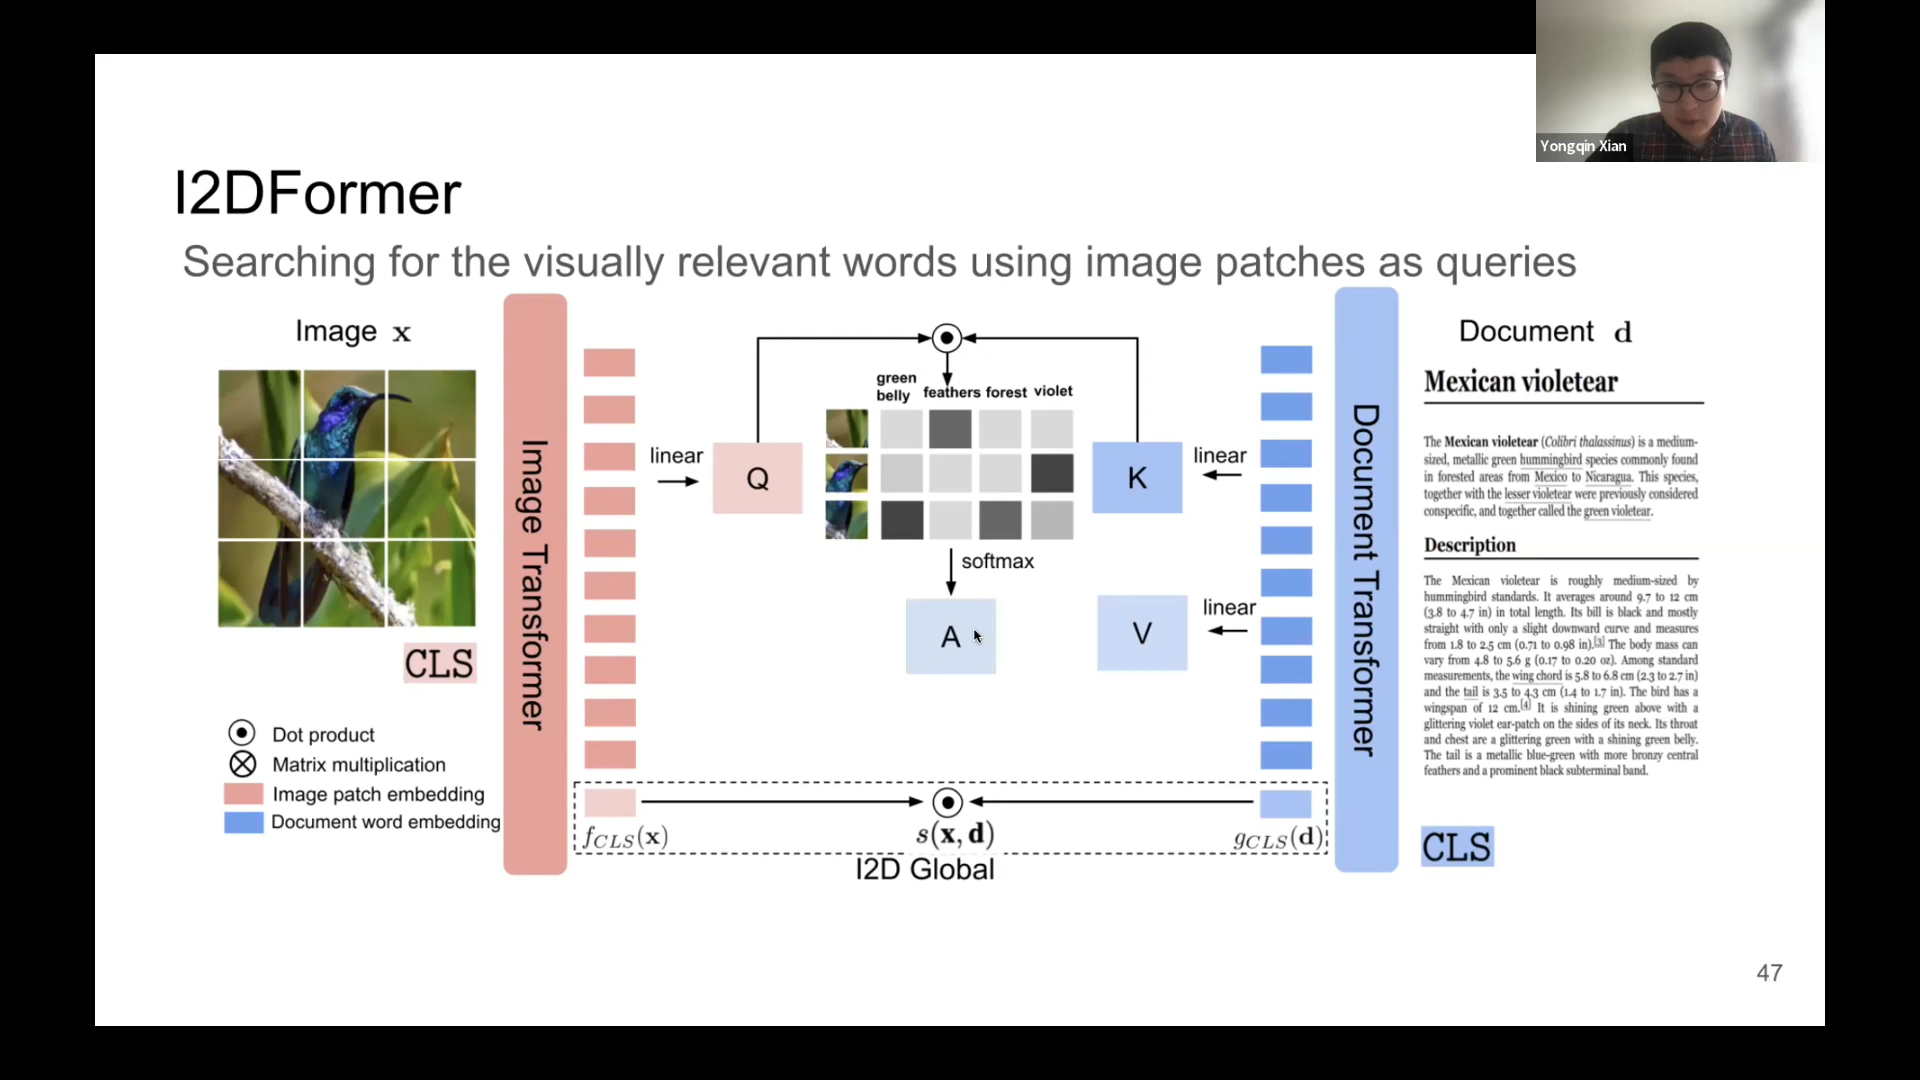 Yongqin Xian
I2DFormer
Searching for the visually relevant words using image patches as queries
Image x
CLS
Dot product
Matrix multiplication
Image patch embedding
Document word embedding
Image Transformer
linear
Q
green
belly
feathers forest violet
K
linear
softmax
A
V
linear
f_CLS(x)
s(x, d)
g_CLS(d)
I2D Global
Document Transformer
Document d
Mexican violetear
The Mexican violetear (Colibri thalassinus) is a medium-
sized, metallic green hummingbird species commonly found
in forested areas from Mexico to Nicaragua. This species,
together with the lesser violetear were previously considered
conspecific, and together called the green violetear.
Description
The Mexican violetear is roughly medium-sized by
hummingbird standards. It averages around 9.7 to 12 cm
(3.8 to 4.7 in) in total length. Its bill is black and mostly
straight with only a slight downward curve and measures
from 1.8 to 2.5 cm (0.71 to 0.98 in).[3] The body mass can
vary from 4.8 to 5.6 g (0.17 to 0.20 oz). Among standard
measurements, the wing chord is 5.8 to 6.8 cm (2.3 to 2.7 in)
and the tail is 3.5 to 4.3 cm (1.4 to 1.7 in). The bird has a
wingspan of 12 cm.[4] It is shining green above with a
glittering violet ear-patch on the sides of its neck. Its throat
and chest are a glittering green with a shining green belly.
The tail is a metallic blue-green with more bronzy central
feathers and a prominent black subterminal band.
CLS
47